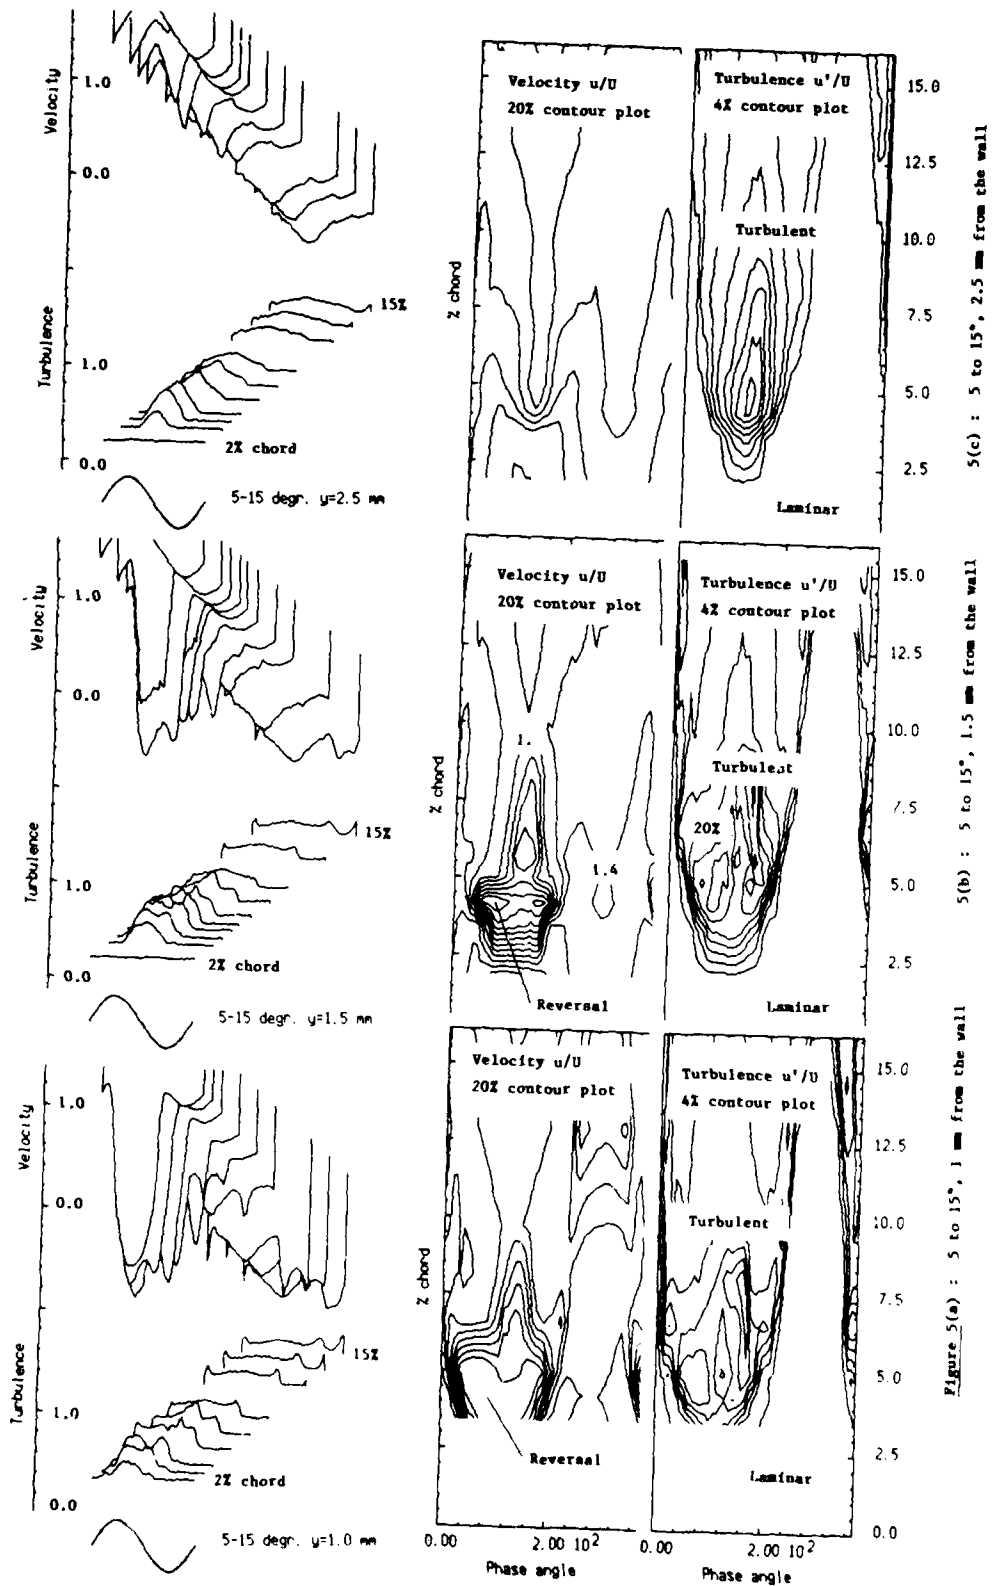 Velocity
1.0
0.0
Turbulence
1.0
0.0
15%
2% chord
5-15 degr. y=2.5 mm
% chord
Velocity u/U
20% contour plot
Turbulence u'/U
4% contour plot
Turbulent
Laminar
15.0
12.5
10.0
7.5
5.0
2.5
5(c) : 5 to 15°, 2.5 mm from the wall
Velocity
1.0
0.0
Turbulence
1.0
0.0
15%
2% chord
5-15 degr. y=1.5 mm
% chord
Velocity u/U
20% contour plot
1.
1.4
Reversal
Turbulence u'/U
4% contour plot
Turbulent
20%
Laminar
15.0
12.5
10.0
7.5
5.0
2.5
5(b) : 5 to 15°, 1.5 mm from the wall
Velocity
1.0
0.0
Turbulence
1.0
0.0
15%
2% chord
5-15 degr. y=1.0 mm
% chord
Velocity u/U
20% contour plot
Reversal
Turbulence u'/U
4% contour plot
Turbulent
Laminar
15.0
12.5
10.0
7.5
5.0
2.5
0.0
0.00 2.00 10²
Phase angle
0.00 2.00 10²
Phase angle
Figure 5(a) : 5 to 15°, 1 mm from the wall